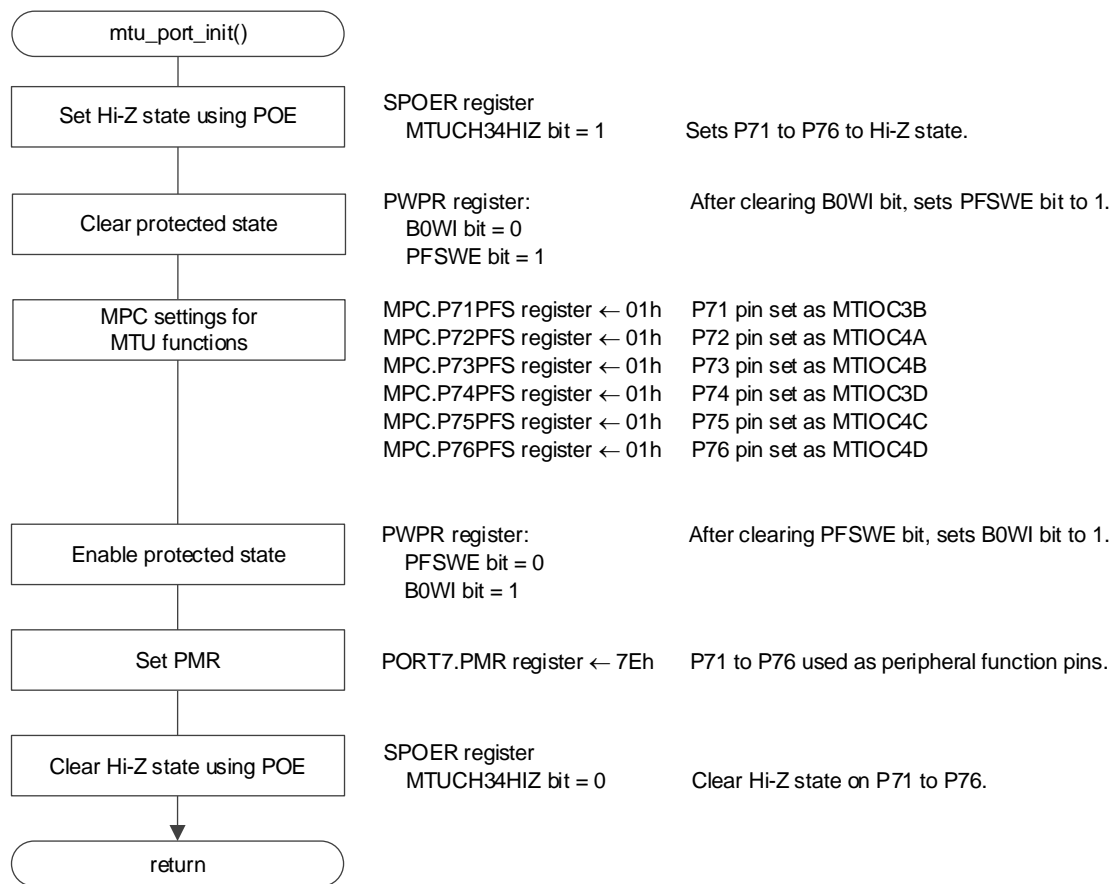 mtu_port_init()
Set Hi-Z state using POE
SPOER register
MTUCH34HIZ bit = 1 Sets P71 to P76 to Hi-Z state.
Clear protected state
PWPR register: After clearing B0WI bit, sets PFSWE bit to 1.
B0WI bit = 0
PFSWE bit = 1
MPC settings for
MTU functions
MPC.P71PFS register ← 01h P71 pin set as MTIOC3B
MPC.P72PFS register ← 01h P72 pin set as MTIOC4A
MPC.P73PFS register ← 01h P73 pin set as MTIOC4B
MPC.P74PFS register ← 01h P74 pin set as MTIOC3D
MPC.P75PFS register ← 01h P75 pin set as MTIOC4C
MPC.P76PFS register ← 01h P76 pin set as MTIOC4D
Enable protected state
PWPR register: After clearing PFSWE bit, sets B0WI bit to 1.
PFSWE bit = 0
B0WI bit = 1
Set PMR
PORT7.PMR register ← 7Eh P71 to P76 used as peripheral function pins.
Clear Hi-Z state using POE
SPOER register
MTUCH34HIZ bit = 0 Clear Hi-Z state on P71 to P76.
return